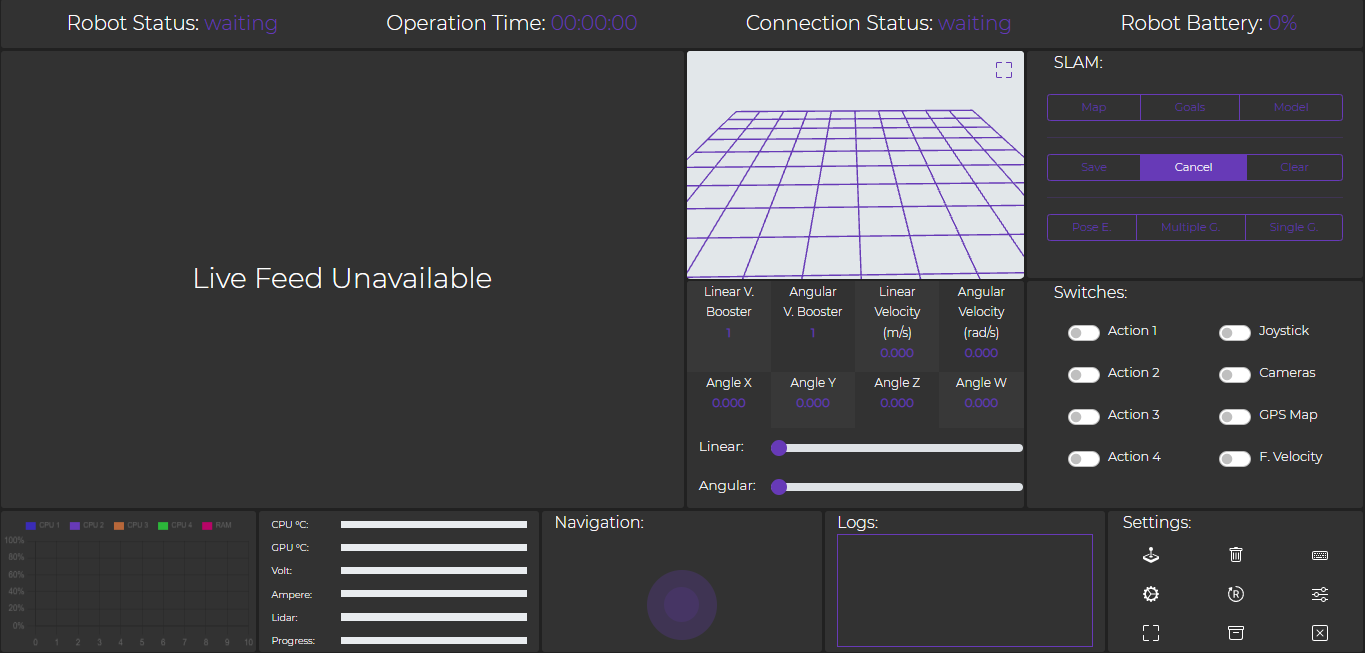 Robot Status: waiting
Operation Time: 00:00:00
Connection Status: waiting
Robot Battery: 0%
Live Feed Unavailable
SLAM:
Map Goals Model
Save Cancel Clear
Pose E. Multiple G. Single G.
Linear V. Booster
1
Angular V. Booster
1
Linear Velocity (m/s)
0.000
Angular Velocity (rad/s)
0.000
Angle X
0.000
Angle Y
0.000
Angle Z
0.000
Angle W
0.000
Linear:
Angular:
Switches:
Action 1 Joystick
Action 2 Cameras
Action 3 GPS Map
Action 4 F. Velocity
CPU 1 CPU 2 CPU 3 CPU 4 RAM
100%
80%
60%
40%
20%
0%
0 1 2 3 4 5 6 7 8 9 10
CPU ºC:
GPU ºC:
Volt:
Ampere:
Lidar:
Progress:
Navigation:
Logs:
Settings:
R